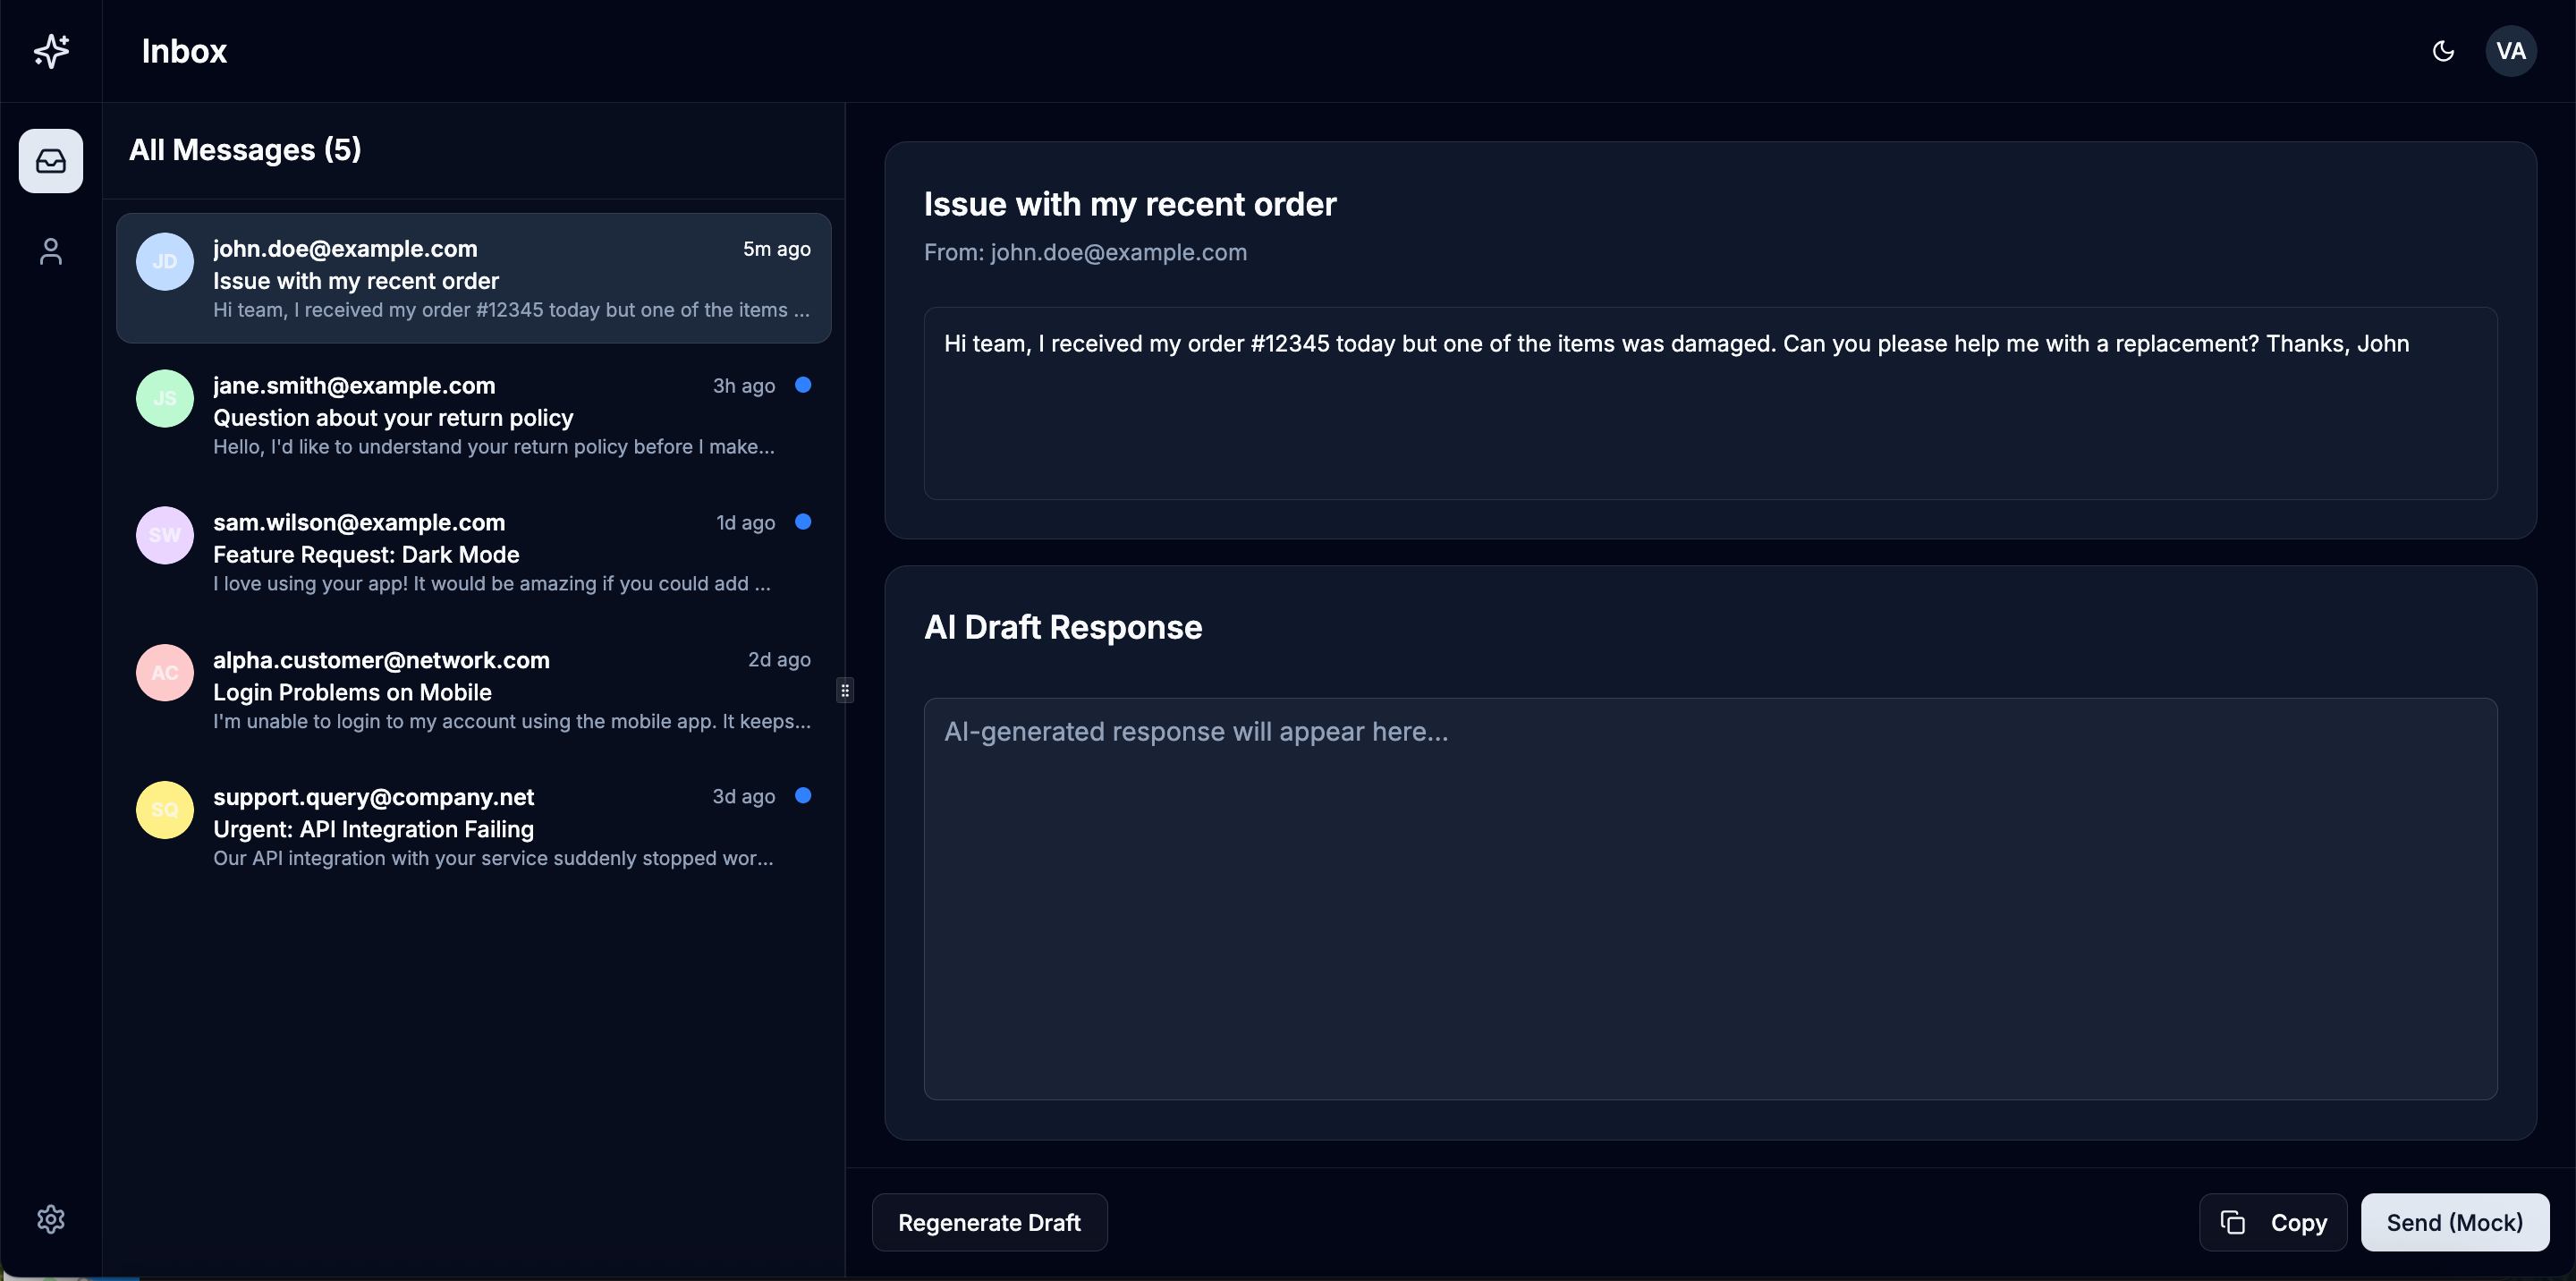 Inbox
VA
All Messages (5)
JD
john.doe@example.com
5m ago
Issue with my recent order
Hi team, I received my order #12345 today but one of the items ...
JS
jane.smith@example.com
3h ago
Question about your return policy
Hello, I'd like to understand your return policy before I make...
SW
sam.wilson@example.com
1d ago
Feature Request: Dark Mode
I love using your app! It would be amazing if you could add ...
AC
alpha.customer@network.com
2d ago
Login Problems on Mobile
I'm unable to login to my account using the mobile app. It keeps...
SQ
support.query@company.net
3d ago
Urgent: API Integration Failing
Our API integration with your service suddenly stopped wor...
Issue with my recent order
From: john.doe@example.com
Hi team, I received my order #12345 today but one of the items was damaged. Can you please help me with a replacement? Thanks, John
AI Draft Response
AI-generated response will appear here...
Regenerate Draft
Copy
Send (Mock)